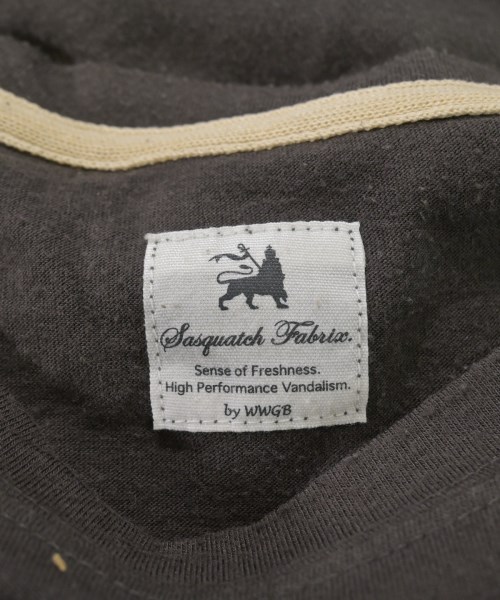 Sasquatch Fabrix.
Sense of Freshness.
High Performance Vandalism.
by WWGB